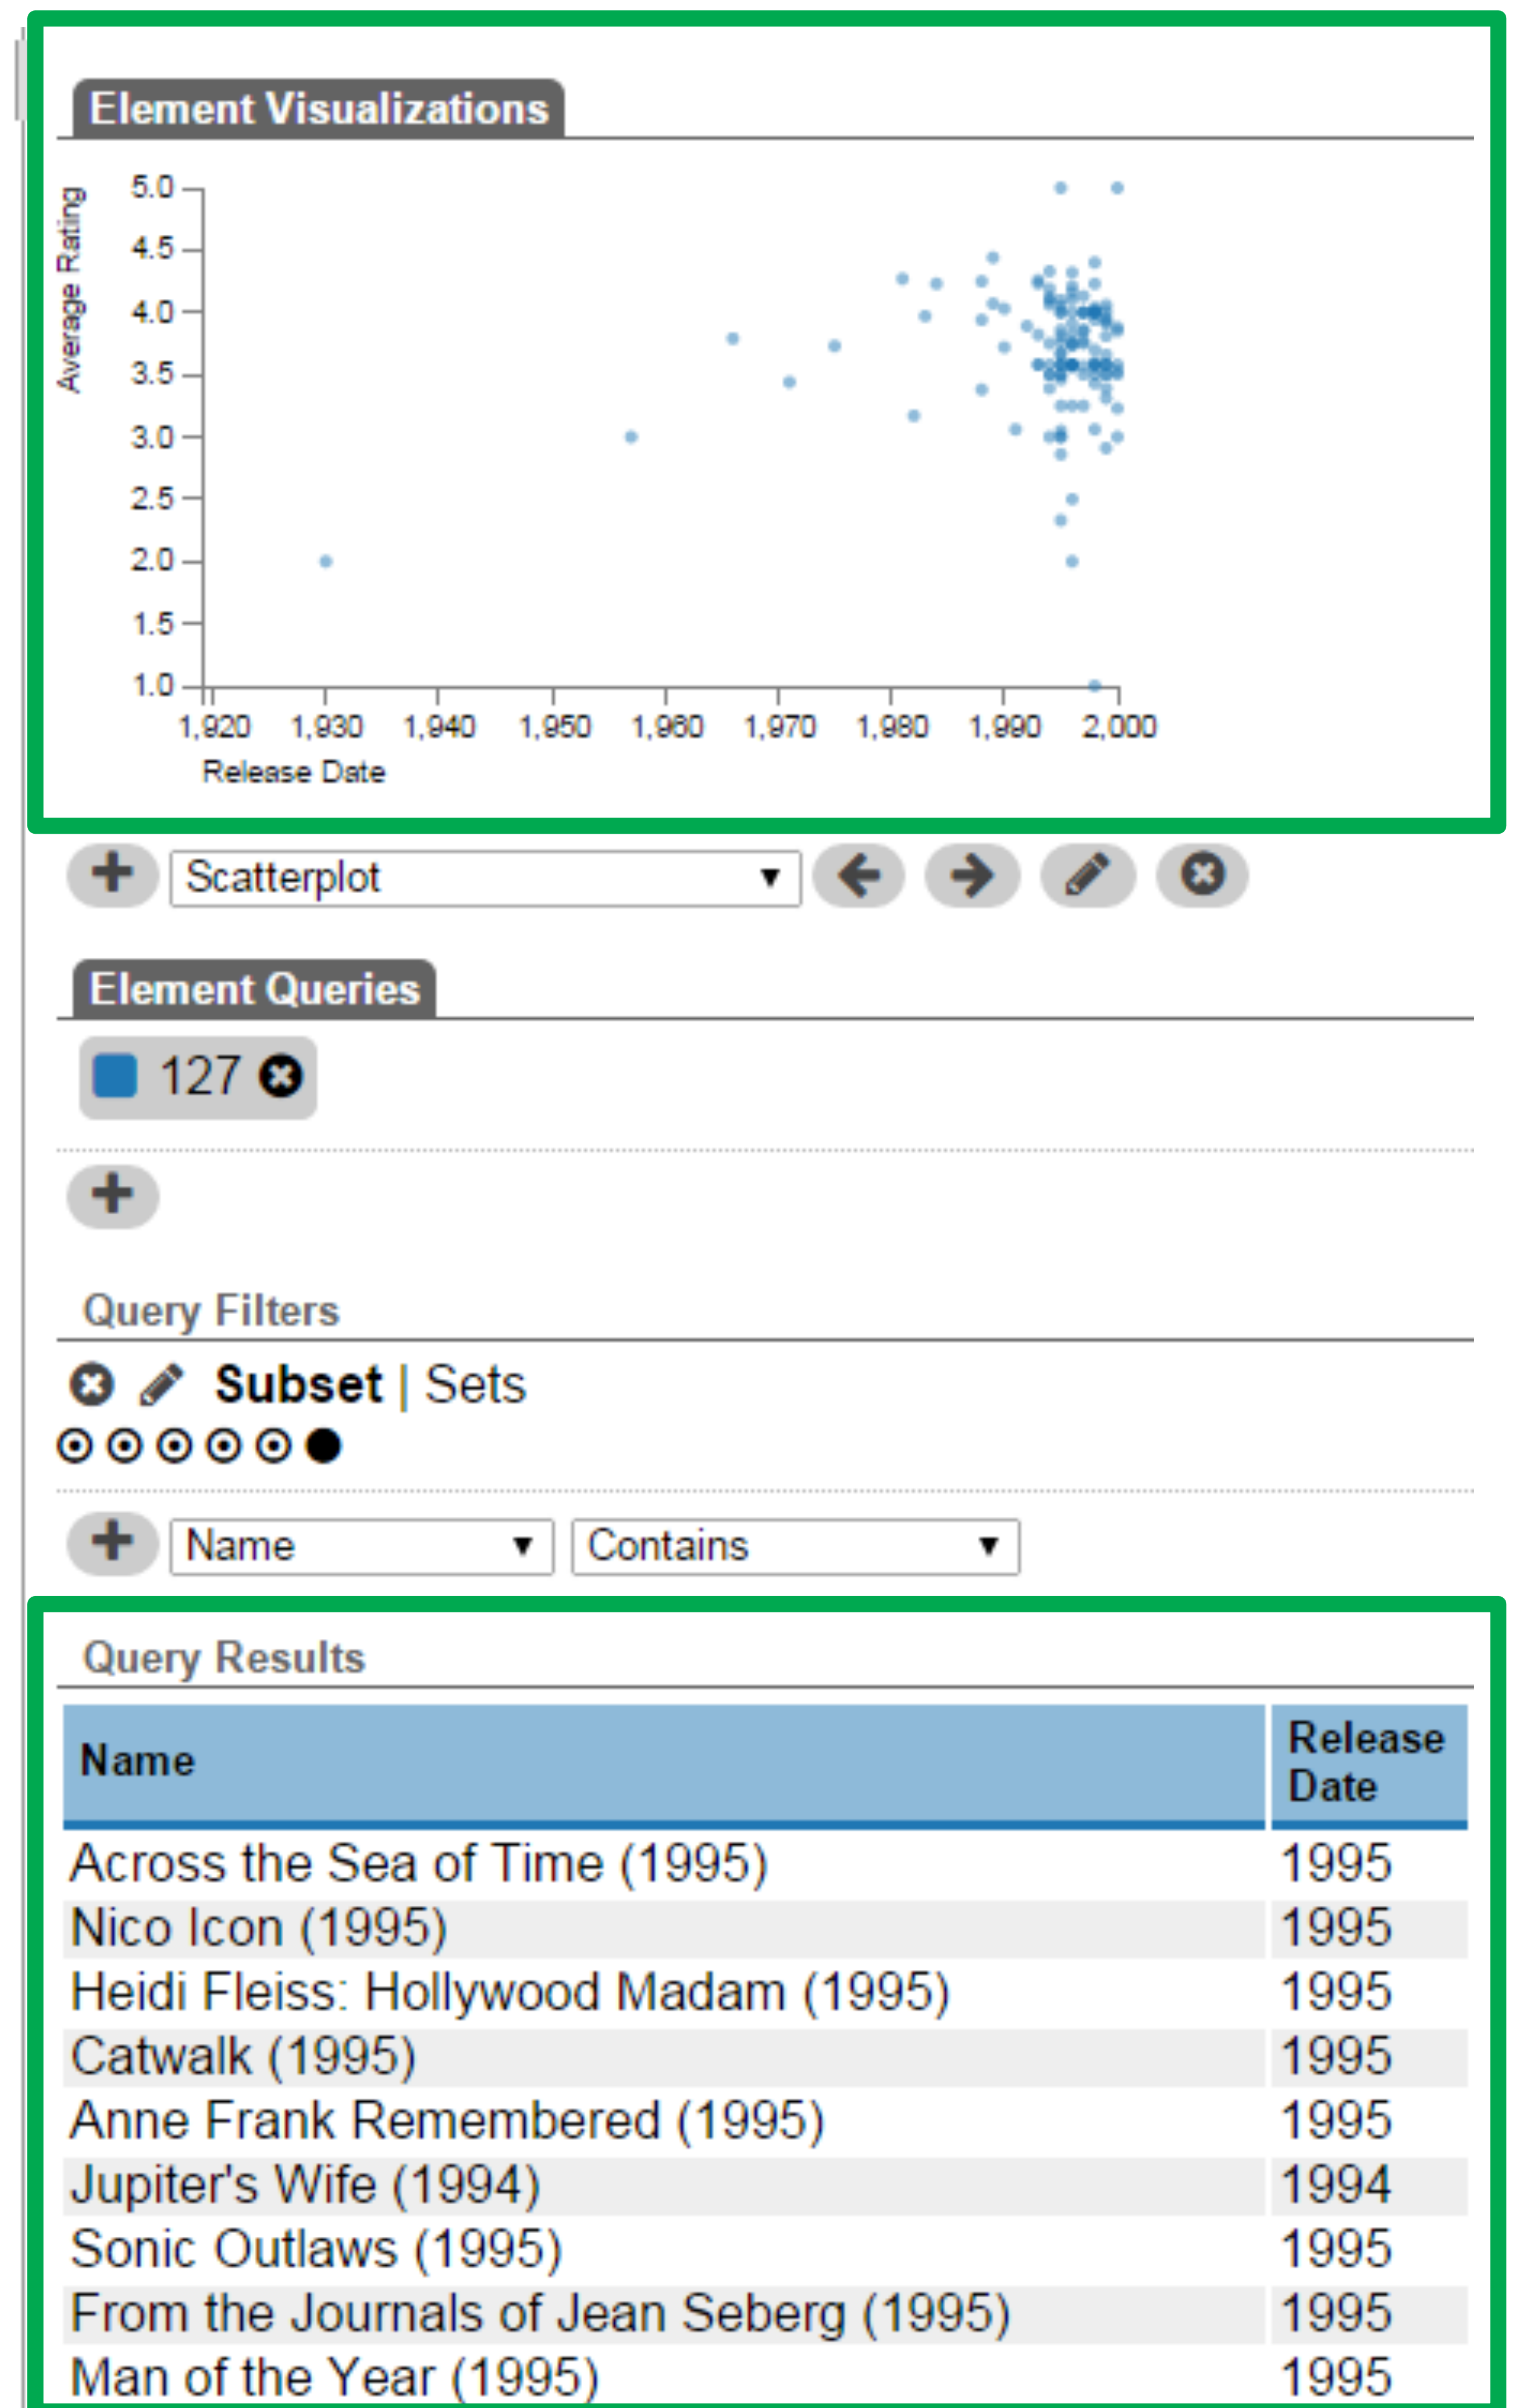 Element Visualizations
Average Rating
5.0
4.5
4.0
3.5
3.0
2.5
2.0
1.5
1.0
1,920 1,930 1,940 1,950 1,960 1,970 1,980 1,990 2,000
Release Date
Scatterplot
Element Queries
127
Query Filters
Subset | Sets
Name Contains
Query Results
Name Release Date
Across the Sea of Time (1995) 1995
Nico Icon (1995) 1995
Heidi Fleiss: Hollywood Madam (1995) 1995
Catwalk (1995) 1995
Anne Frank Remembered (1995) 1995
Jupiter's Wife (1994) 1994
Sonic Outlaws (1995) 1995
From the Journals of Jean Seberg (1995) 1995
Man of the Year (1995) 1995